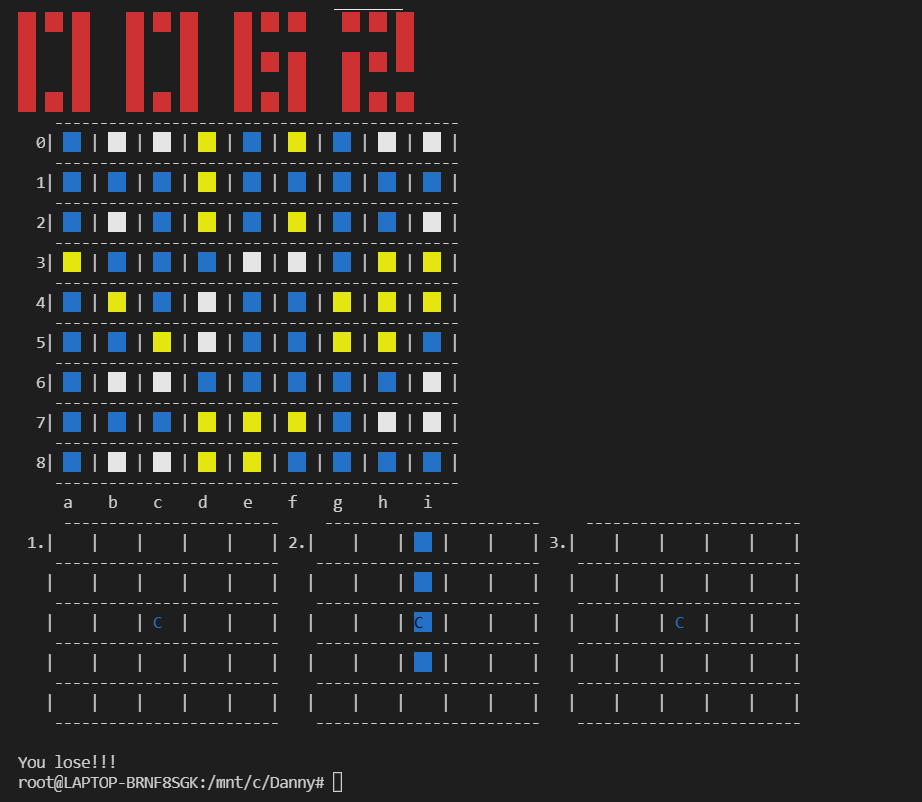 0062
0|
1|
2|
3|
4|
5|
6|
7|
8|
a b c d e f g h i
1. 2. 3.
C C C
You lose!!!
root@LAPTOP-BRNF8SGK:/mnt/c/Danny#